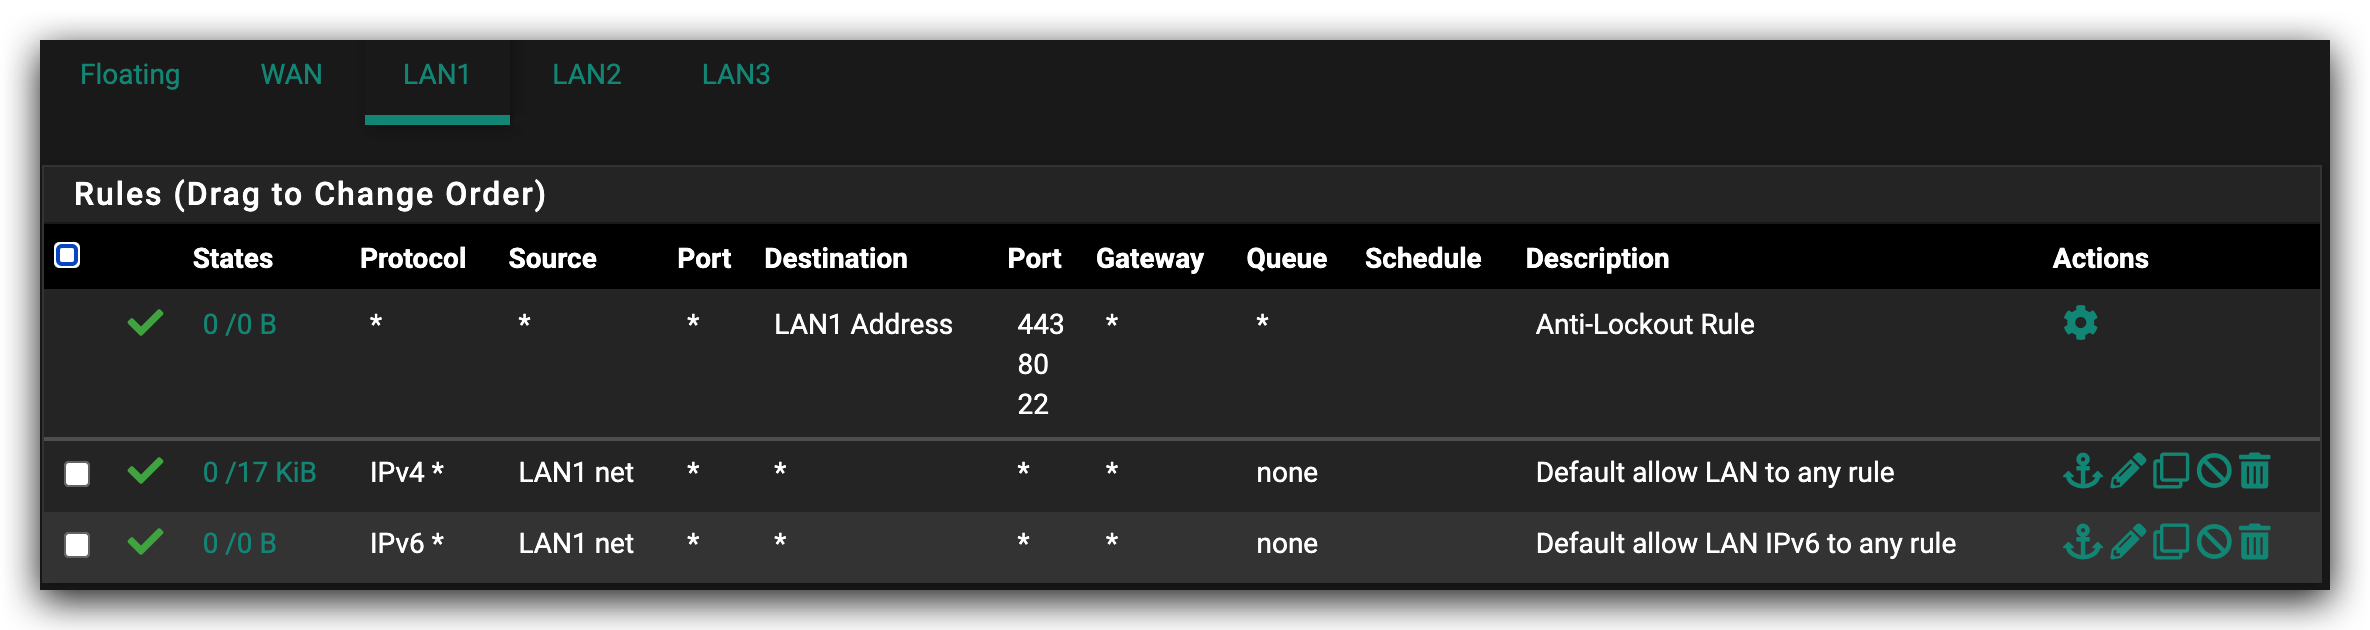 Floating WAN LAN1 LAN2 LAN3
Rules (Drag to Change Order)
States Protocol Source Port Destination Port Gateway Queue Schedule Description Actions
0 /0 B * * * LAN1 Address 443 * * Anti-Lockout Rule
80
22
0 /17 KiB IPv4 * LAN1 net * * * * none Default allow LAN to any rule
0 /0 B IPv6 * LAN1 net * * * * none Default allow LAN IPv6 to any rule